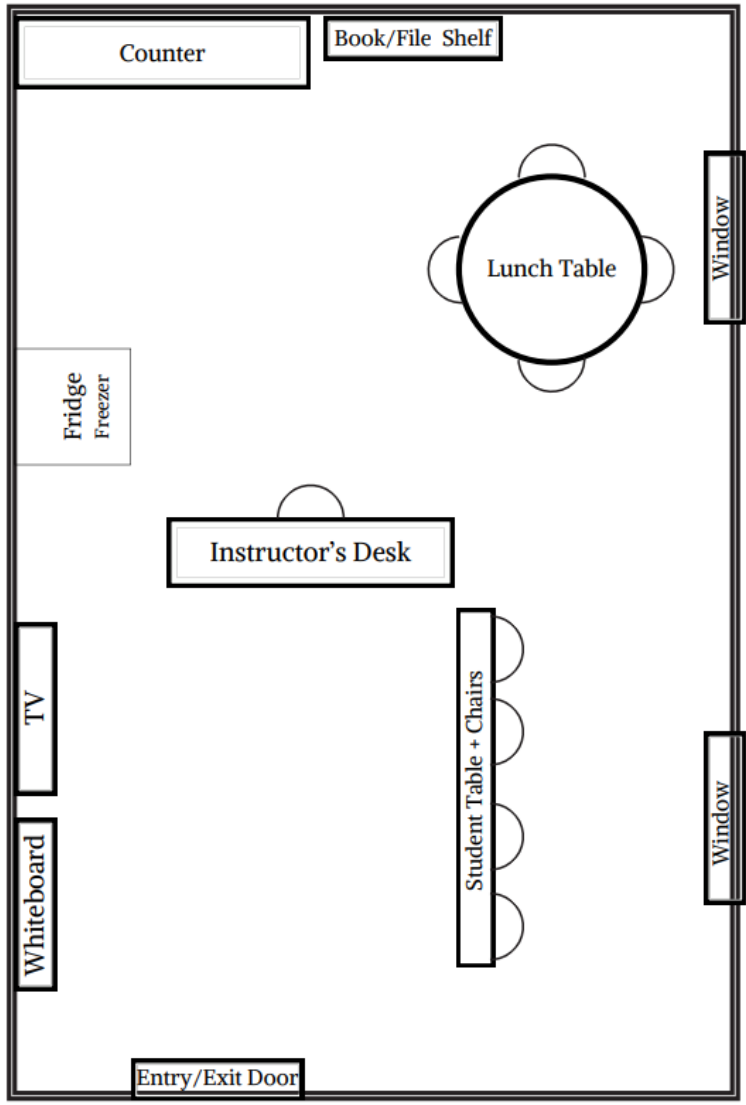 Counter
Book/File Shelf
Window
Lunch Table
Fridge
Freezer
Instructor’s Desk
TV
Student Table + Chairs
Window
Whiteboard
Entry/Exit Door